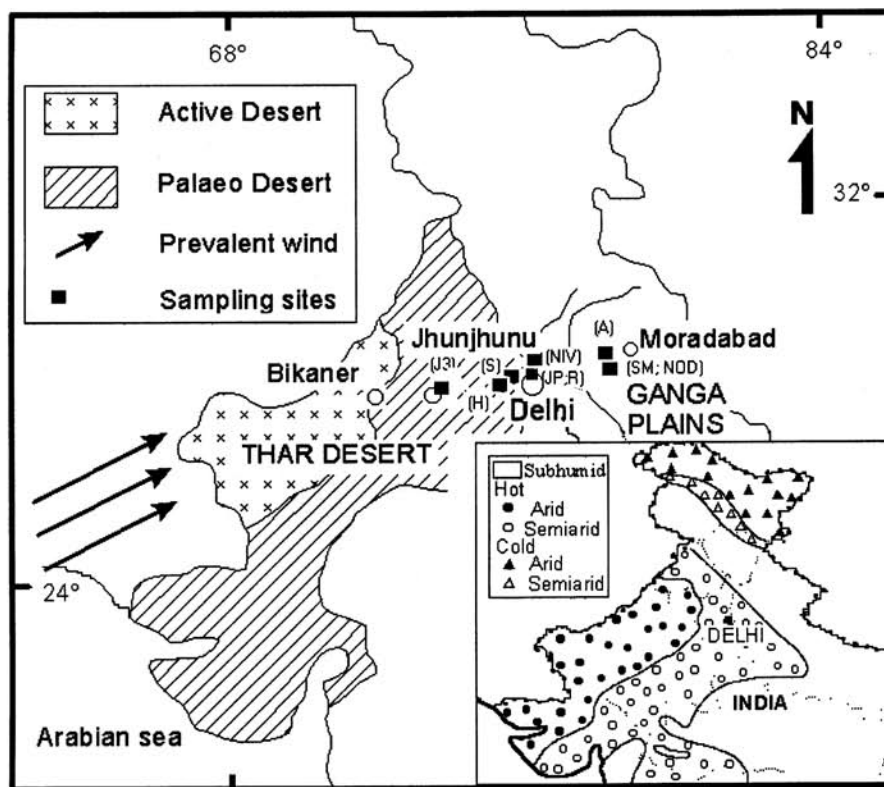 68°
84°
N
32°
Active Desert
Palaeo Desert
Prevalent wind
Sampling sites
Jhunjhunu
(J3)
(S)
(H)
(NIV)
(JP;R)
(A)
Moradabad
(SM; NOD)
Bikaner
Delhi
GANGA
PLAINS
THAR DESERT
24°
Arabian sea
Subhumid
Hot
Arid
Semiarid
Cold
Arid
Semiarid
DELHI
INDIA